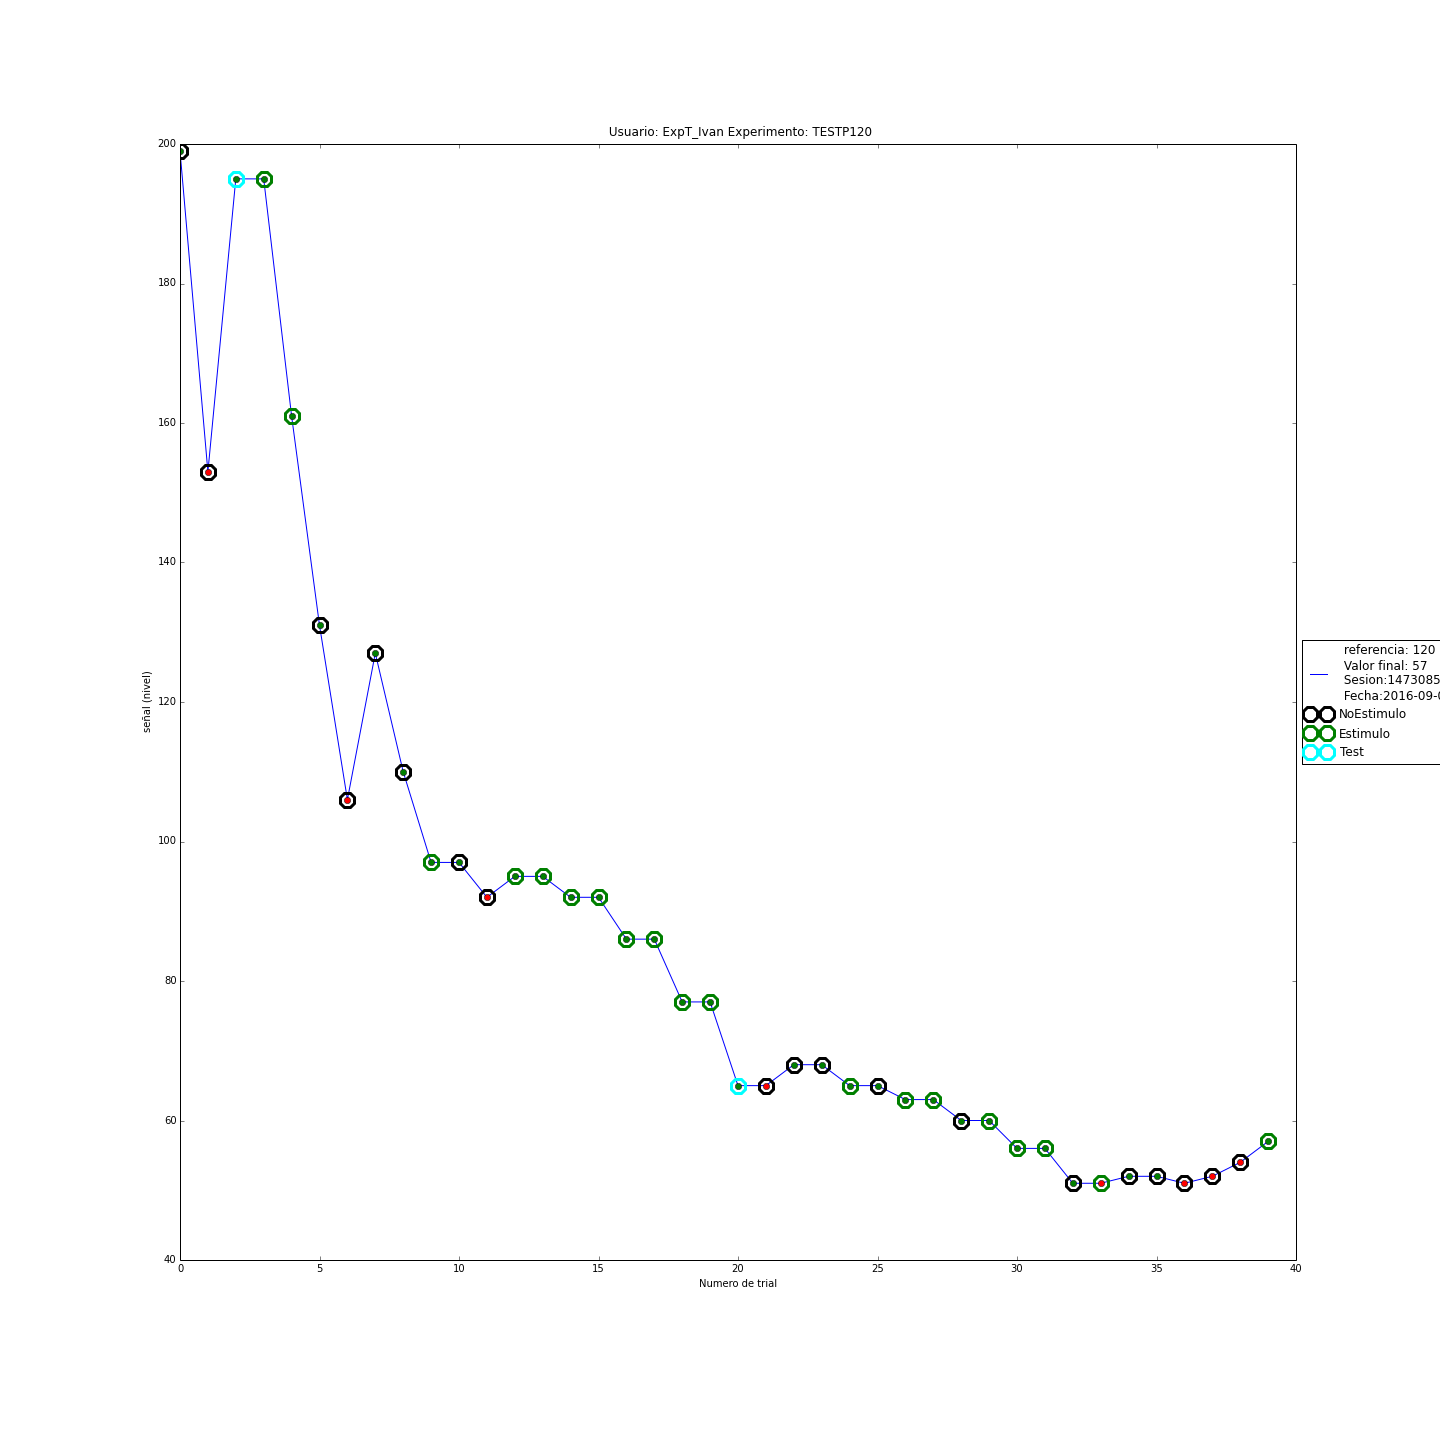 Usuario: ExpT_Ivan Experimento: TESTP120
200
180
160
140
120
100
80
60
40
señal (nivel)
0 5 10 15 20 25 30 35 40
Numero de trial
referencia: 120
Valor final: 57
Sesion:1473085
Fecha:2016-09-0
NoEstimulo
Estimulo
Test